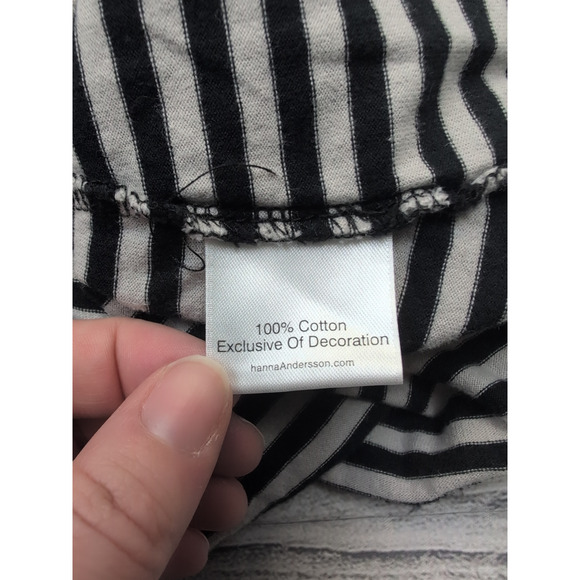 100% Cotton
Exclusive Of Decoration
hannaAndersson.com